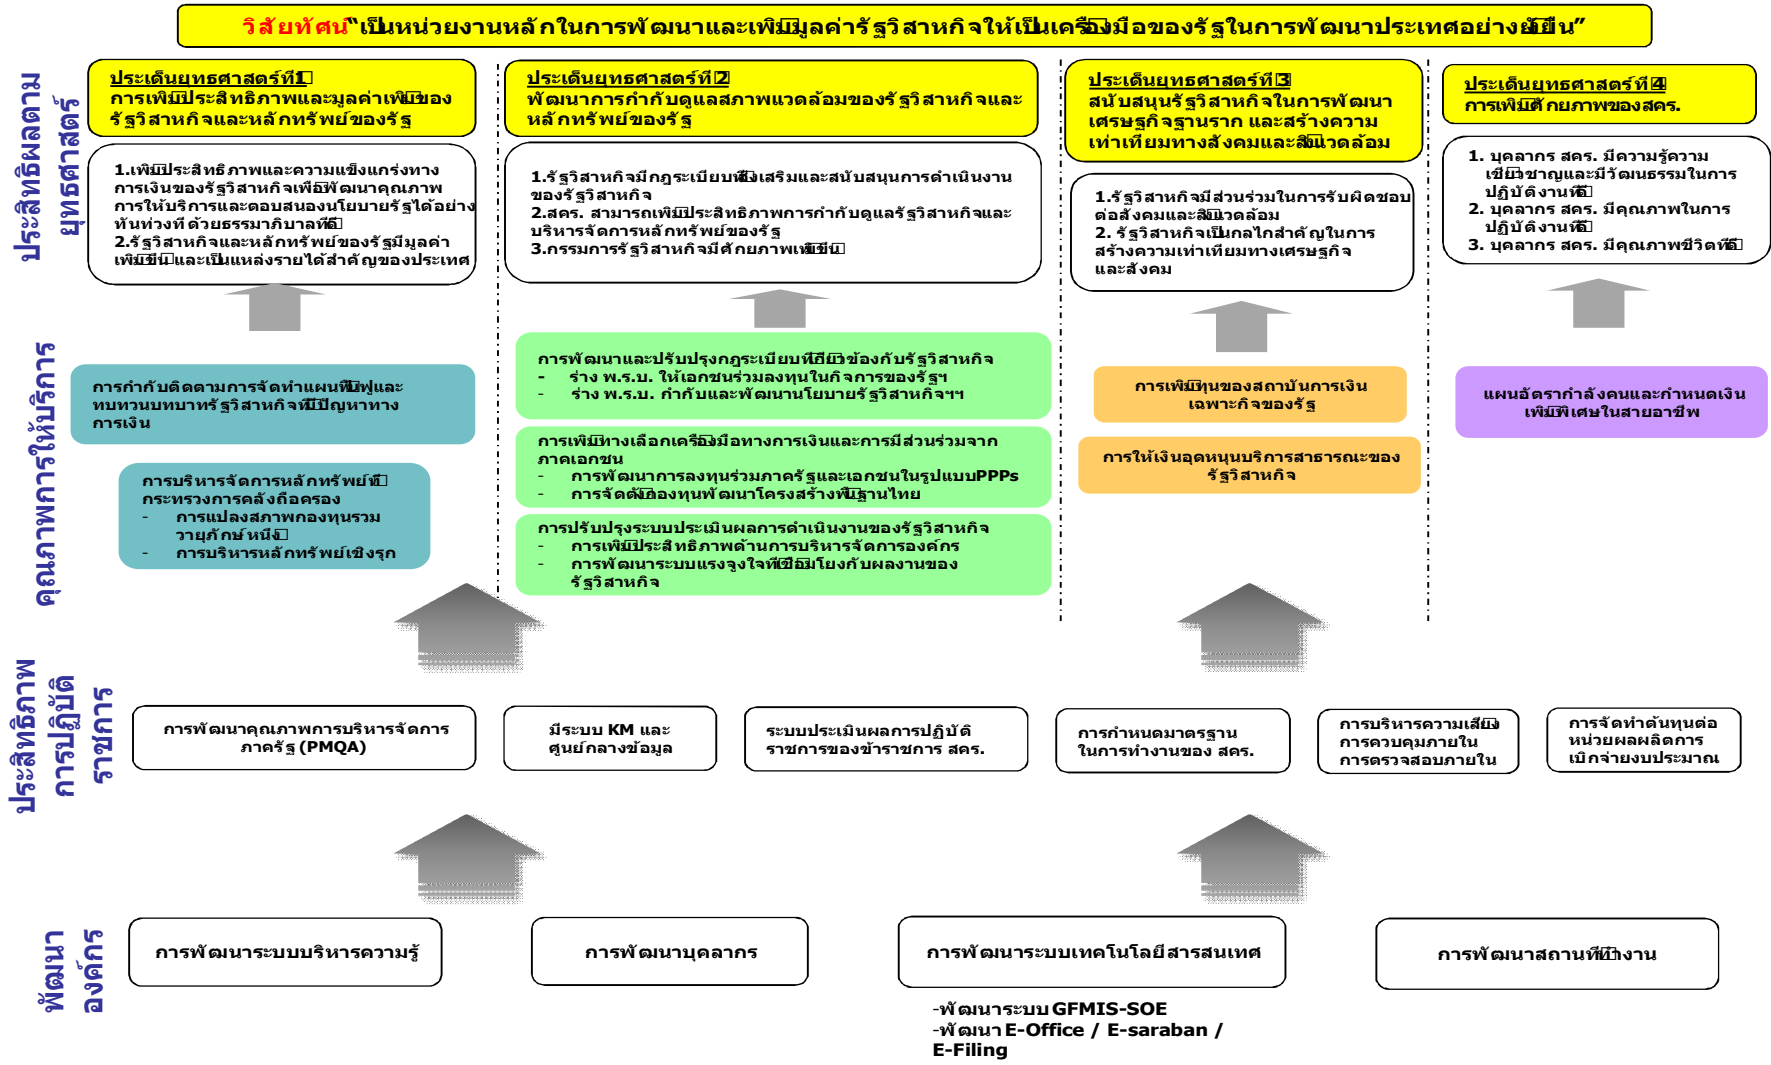 วิสัยทัศน์ “เป็นหน่วยงานหลักในการพัฒนาและเพิ่มมูลค่ารัฐวิสาหกิจให้เป็นเครื่องมือของรัฐในการพัฒนาประเทศอย่างยั่งยืน”
ประสิทธิผลตาม
ยุทธศาสตร์
ประเด็นยุทธศาสตร์ที่ 1
การเพิ่มประสิทธิภาพและมูลค่าเพิ่มของ
รัฐวิสาหกิจและหลักทรัพย์ของรัฐ
ประเด็นยุทธศาสตร์ที่ 2
พัฒนาการกำกับดูแลสภาพแวดล้อมของรัฐวิสาหกิจและ
หลักทรัพย์ของรัฐ
ประเด็นยุทธศาสตร์ที่ 3
สนับสนุนรัฐวิสาหกิจในการพัฒนา
เศรษฐกิจฐานราก และสร้างความ
เท่าเทียมทางสังคมและสิ่งแวดล้อม
ประเด็นยุทธศาสตร์ที่ 4
การเพิ่มศักยภาพของสคร.
1.เพิ่มประสิทธิภาพและความแข็งแกร่งทาง
การเงินของรัฐวิสาหกิจเพื่อพัฒนาคุณภาพ
การให้บริการและตอบสนองนโยบายรัฐได้อย่าง
ทันท่วงที ด้วยธรรมาภิบาลที่ดี
2.รัฐวิสาหกิจและหลักทรัพย์ของรัฐมีมูลค่า
เพิ่มขึ้น และเป็นแหล่งรายได้สำคัญของประเทศ
1.รัฐวิสาหกิจมีกฎระเบียบที่ส่งเสริมและสนับสนุนการดำเนินงาน
ของรัฐวิสาหกิจ
2.สคร. สามารถเพิ่มประสิทธิภาพการกำกับดูแลรัฐวิสาหกิจและ
บริหารจัดการหลักทรัพย์ของรัฐ
3.กรรมการรัฐวิสาหกิจมีศักยภาพเพิ่มขึ้น
1.รัฐวิสาหกิจมีส่วนร่วมในการรับผิดชอบ
ต่อสังคมและสิ่งแวดล้อม
2. รัฐวิสาหกิจเป็นกลไกสำคัญในการ
สร้างความเท่าเทียมทางเศรษฐกิจ
และสังคม
1. บุคลากร สคร. มีความรู้ความ
เชี่ยวชาญและมีวัฒนธรรมในการ
ปฏิบัติงานที่ดี
2. บุคลากร สคร. มีคุณภาพในการ
ปฏิบัติงานที่ดี
3. บุคลากร สคร. มีคุณภาพชีวิตที่ดี
คุณภาพการให้บริการ
การกำกับติดตามการจัดทำแผนฟื้นฟูและ
ทบทวนบทบาทรัฐวิสาหกิจที่มีปัญหาทาง
การเงิน
การบริหารจัดการหลักทรัพย์ที่
กระทรวงการคลังถือครอง
- การแปลงสภาพกองทุนรวม
วายุภักษ์ หนึ่ง
- การบริหารหลักทรัพย์เชิงรุก
การพัฒนาและปรับปรุงกฎระเบียบที่เกี่ยวข้องกับรัฐวิสาหกิจ
- ร่าง พ.ร.บ. ให้เอกชนร่วมลงทุนในกิจการของรัฐฯ
- ร่าง พ.ร.บ. กำกับและพัฒนานโยบายรัฐวิสาหกิจฯฯ
การเพิ่มทางเลือกเครื่องมือทางการเงินและการมีส่วนร่วมจาก
ภาคเอกชน
- การพัฒนาการลงทุนร่วมภาครัฐและเอกชนในรูปแบบPPPs
- การจัดตั้งกองทุนพัฒนาโครงสร้างพื้นฐานไทย
การปรับปรุงระบบประเมินผลการดำเนินงานของรัฐวิสาหกิจ
- การเพิ่มประสิทธิภาพด้านการบริหารจัดการองค์กร
- การพัฒนาระบบแรงจูงใจที่เชื่อมโยงกับผลงานของ
รัฐวิสาหกิจ
การเพิ่มทุนของสถาบันการเงิน
เฉพาะกิจของรัฐ
การให้เงินอุดหนุนบริการสาธารณะของ
รัฐวิสาหกิจ
แผนอัตรากำลังคนและกำหนดเงิน
เพิ่มพิเศษในสายอาชีพ
ประสิทธิภาพ
การปฏิบัติ
ราชการ
การพัฒนาคุณภาพการบริหารจัดการ
ภาครัฐ (PMQA)
มีระบบ KM และ
ศูนย์กลางข้อมูล
ระบบประเมินผลการปฏิบัติ
ราชการของข้าราชการ สคร.
การกำหนดมาตรฐาน
ในการทำงานของ สคร.
การบริหารความเสี่ยง
การควบคุมภายใน
การตรวจสอบภายใน
การจัดทำต้นทุนต่อ
หน่วยผลผลิตการ
เบิกจ่ายงบประมาณ
พัฒนา
องค์กร
การพัฒนาระบบบริหารความรู้
การพัฒนาบุคลากร
การพัฒนาระบบเทคโนโลยีสารสนเทศ
การพัฒนาสถานที่ทำงาน
-พัฒนาระบบ GFMIS-SOE
-พัฒนา E-Office / E-saraban /
E-Filing